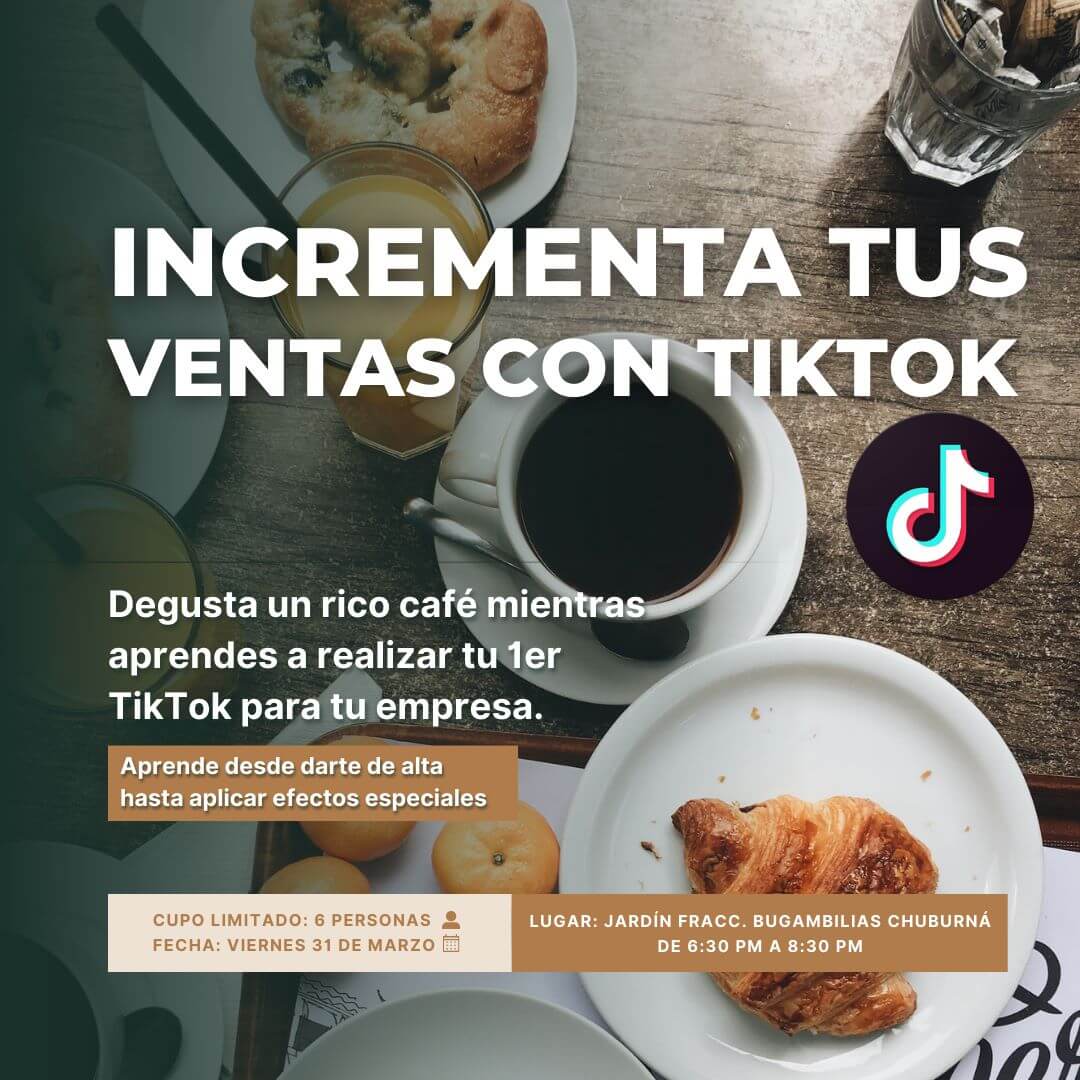 INCREMENTA TUS
VENTAS CON TIKTOK
Degusta un rico café mientras
aprendes a realizar tu 1er
TikTok para tu empresa.
Aprende desde darte de alta
hasta aplicar efectos especiales
CUPO LIMITADO: 6 PERSONAS
FECHA: VIERNES 31 DE MARZO
LUGAR: JARDÍN FRACC. BUGAMBILIAS CHUBURNÁ
DE 6:30 PM A 8:30 PM